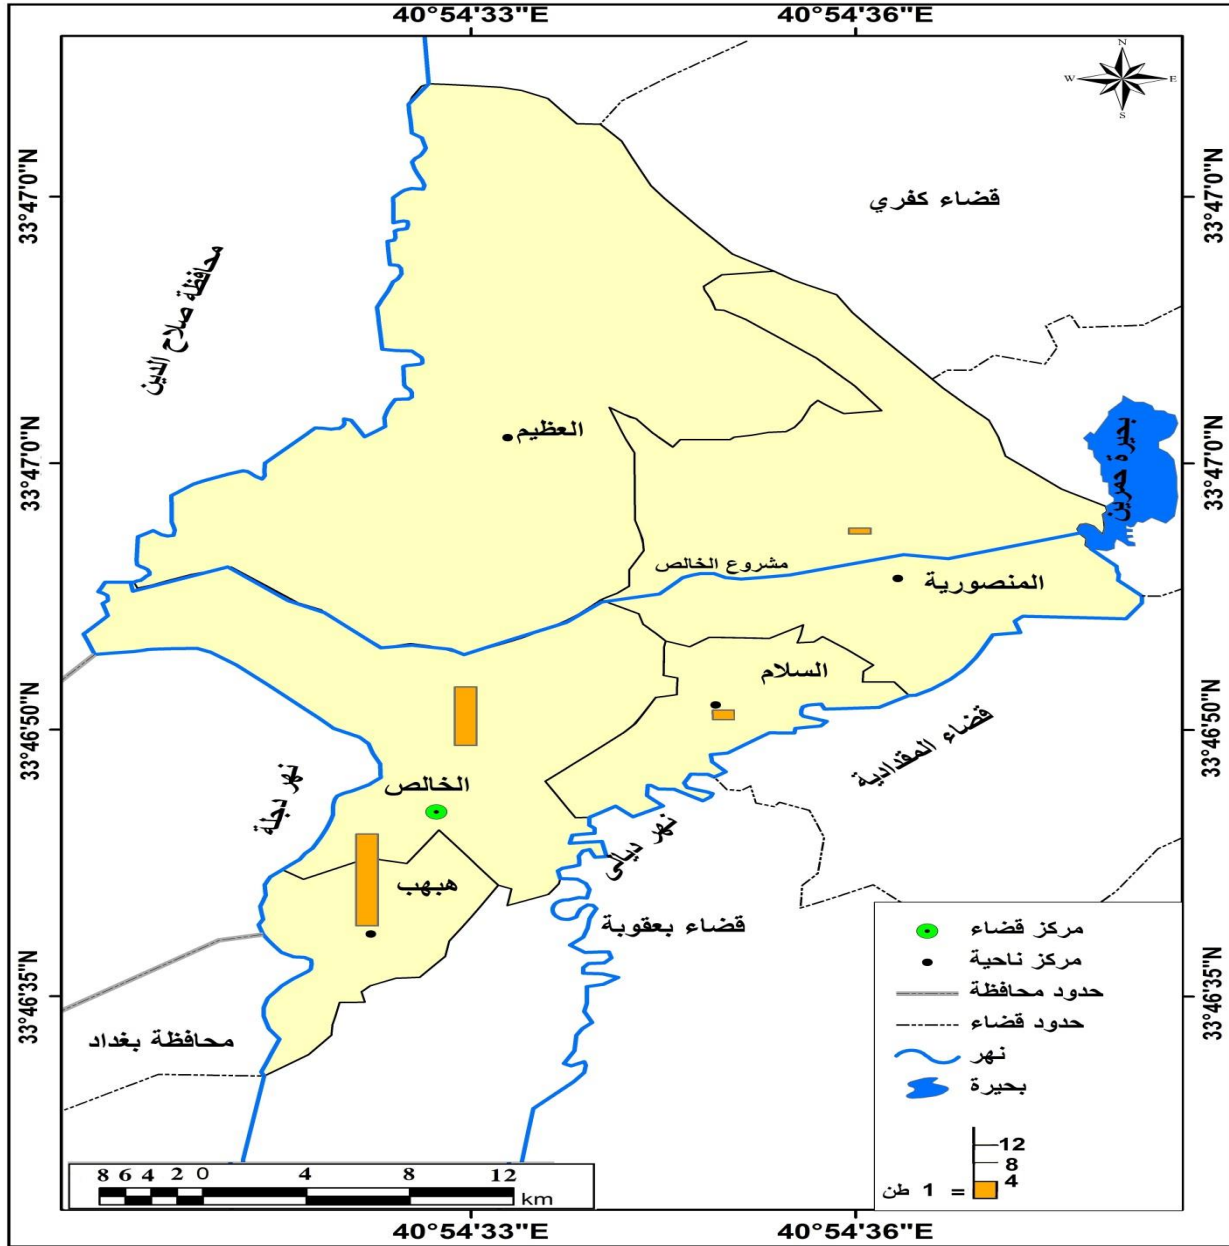 40°54'33"E
40°54'36"E
N
W
E
S
33°47'0"N
33°47'0"N
قضاء كفري
محافظة صلاح الدين
بحيرة حمرين
العظيم
33°47'0"N
33°47'0"N
مشروع الخالص
المنصورية
السلام
33°46'50"N
33°46'50"N
قضاء المقدادية
الخالص
نهر دجلة
نهر ديالى
هبهب
قضاء بعقوبة
33°46'35"N
33°46'35"N
محافظة بغداد
مركز قضاء
مركز ناحية
حدود محافظة
حدود قضاء
نهر
بحيرة
12
8
4
1 طن =
8 6 4 2 0 4 8 12
km
40°54'33"E
40°54'36"E